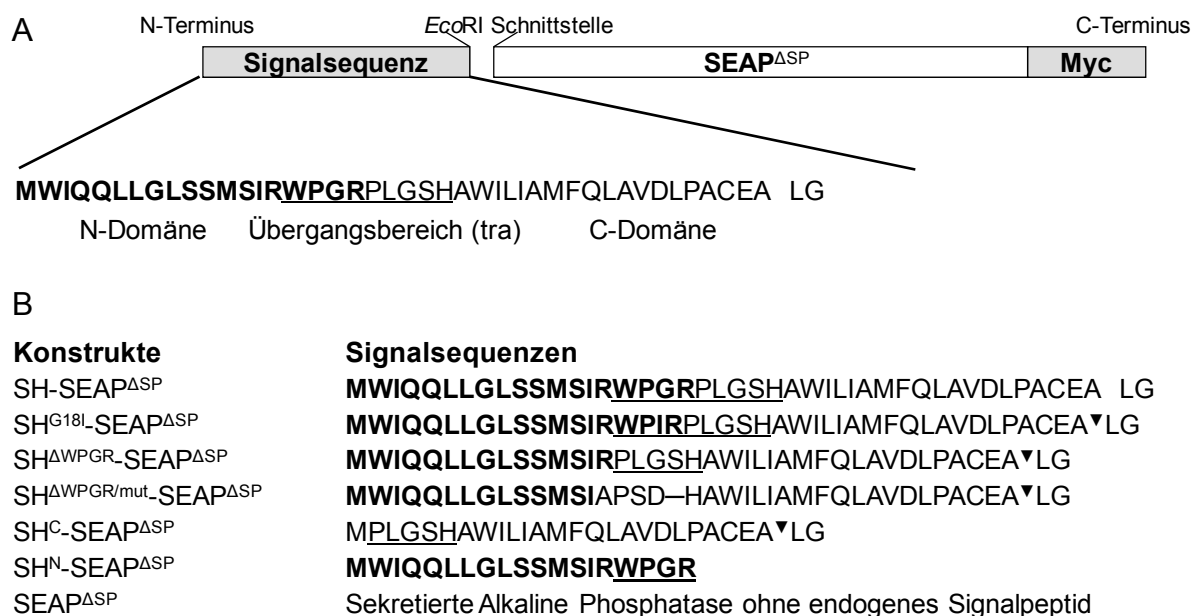 A
N-Terminus EcoRI Schnittstelle C-Terminus
Signalsequenz SEAPΔSP Myc
MWIQQLLGLSSMSIRWPGRPLGSHAWILIAMFQLAVDLPACEA LG
N-Domäne Übergangsbereich (tra) C-Domäne
B
Konstrukte Signalsequenzen
SH-SEAPΔSP MWIQQLLGLSSMSIRWPGRPLGSHAWILIAMFQLAVDLPACEA LG
SHG18I-SEAPΔSP MWIQQLLGLSSMSIRWPIRPLGSHAWILIAMFQLAVDLPACEA▼LG
SHΔWPGR-SEAPΔSP MWIQQLLGLSSMSIRPLGSHAWILIAMFQLAVDLPACEA▼LG
SHΔWPGR/mut-SEAPΔSP MWIQQLLGLSSMSIAPSD–HAWILIAMFQLAVDLPACEA▼LG
SHC-SEAPΔSP MPLGSHAWILIAMFQLAVDLPACEA▼LG
SHN-SEAPΔSP MWIQQLLGLSSMSIRWPGR
SEAPΔSP Sekretierte Alkaline Phosphatase ohne endogenes Signalpeptid